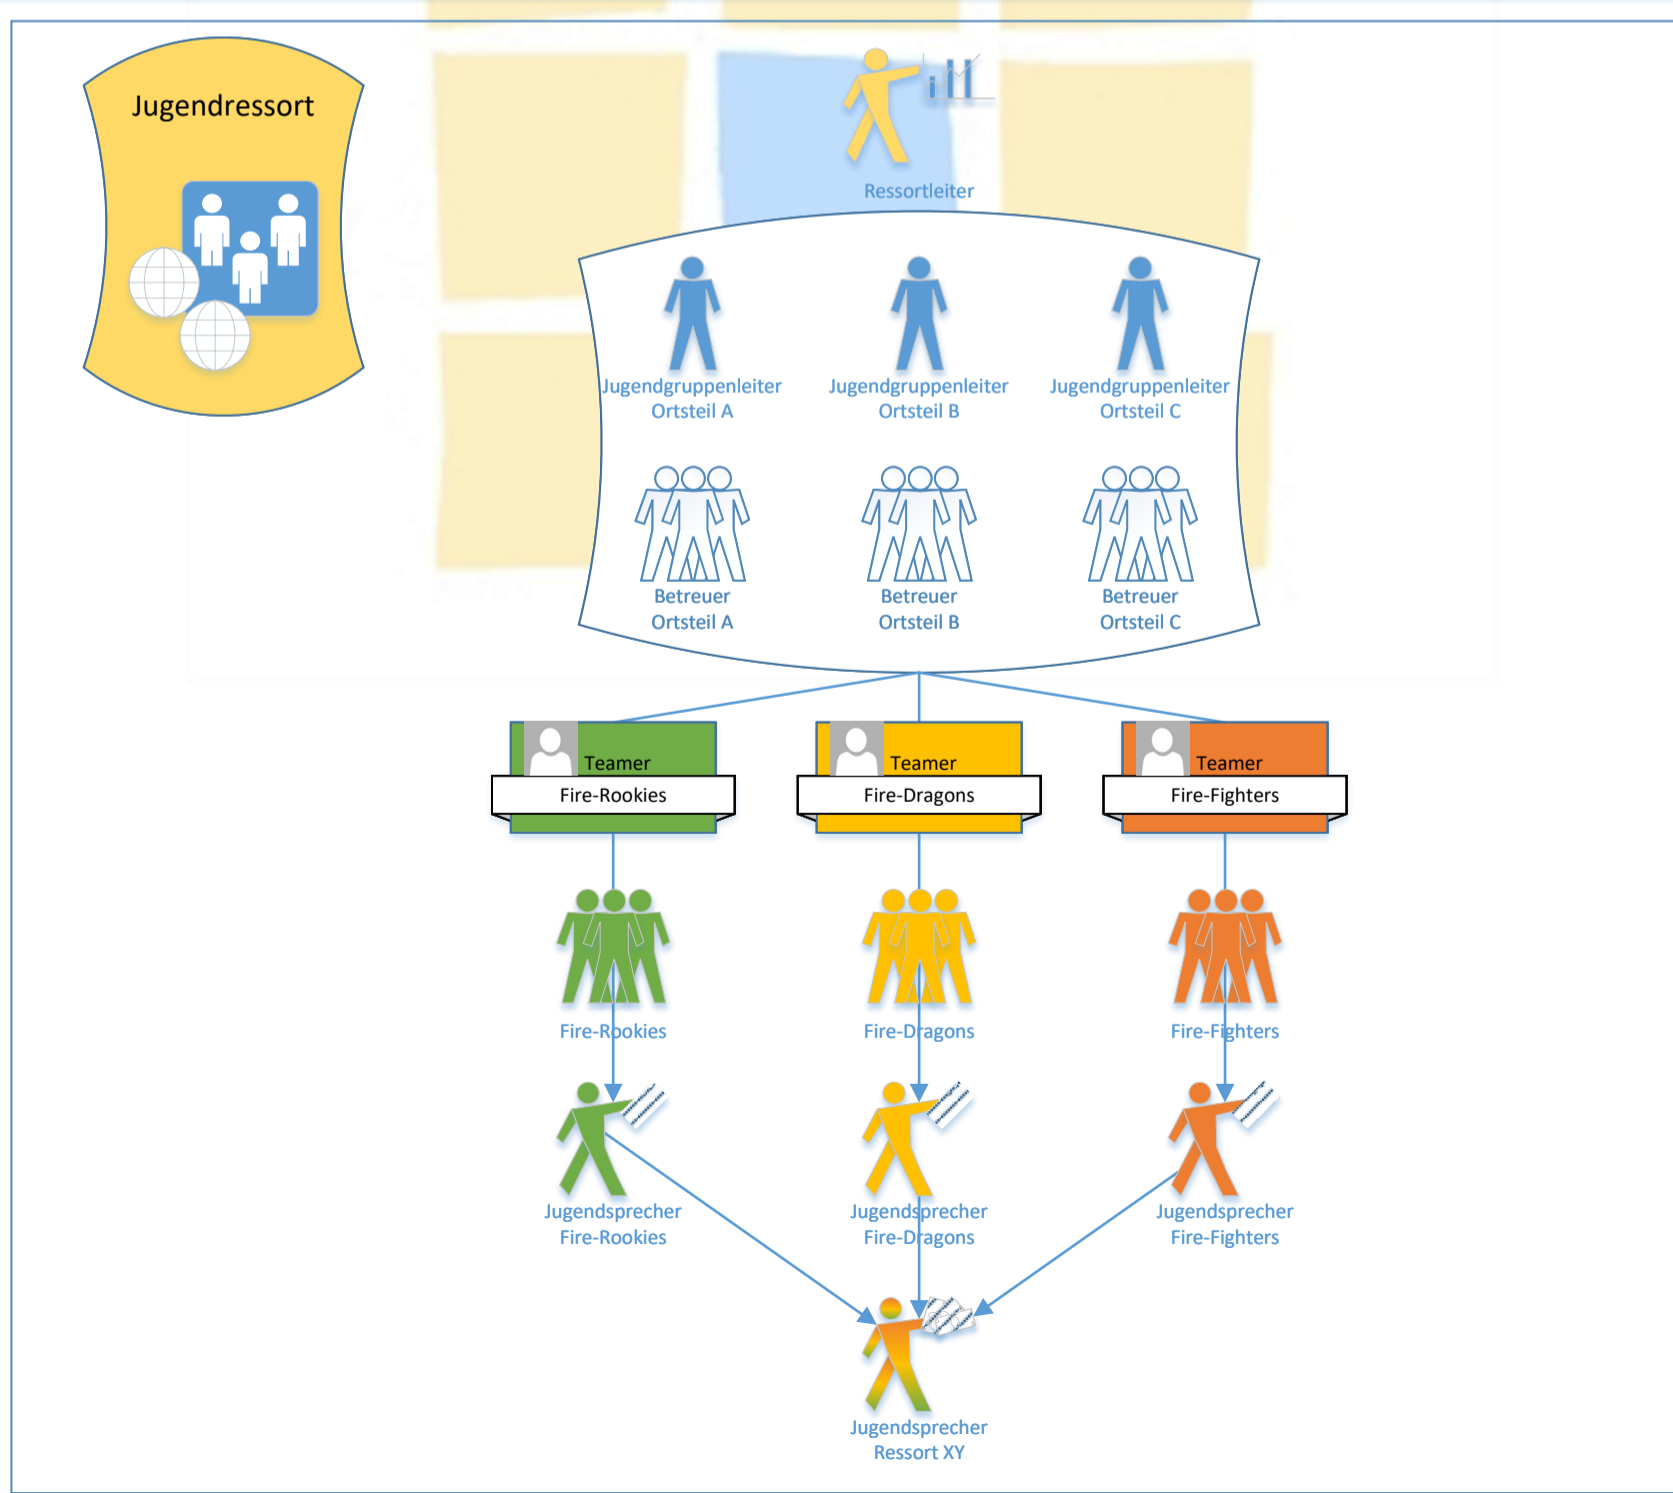 Jugendressort
Ressortleiter
Jugendgruppenleiter
Ortsteil A
Jugendgruppenleiter
Ortsteil B
Jugendgruppenleiter
Ortsteil C
Betreuer
Ortsteil A
Betreuer
Ortsteil B
Betreuer
Ortsteil C
Teamer
Fire-Rookies
Teamer
Fire-Dragons
Teamer
Fire-Fighters
Fire-Rookies
Fire-Dragons
Fire-Fighters
Jugendsprecher
Fire-Rookies
Jugendsprecher
Fire-Dragons
Jugendsprecher
Fire-Fighters
Jugendsprecher
Ressort XY